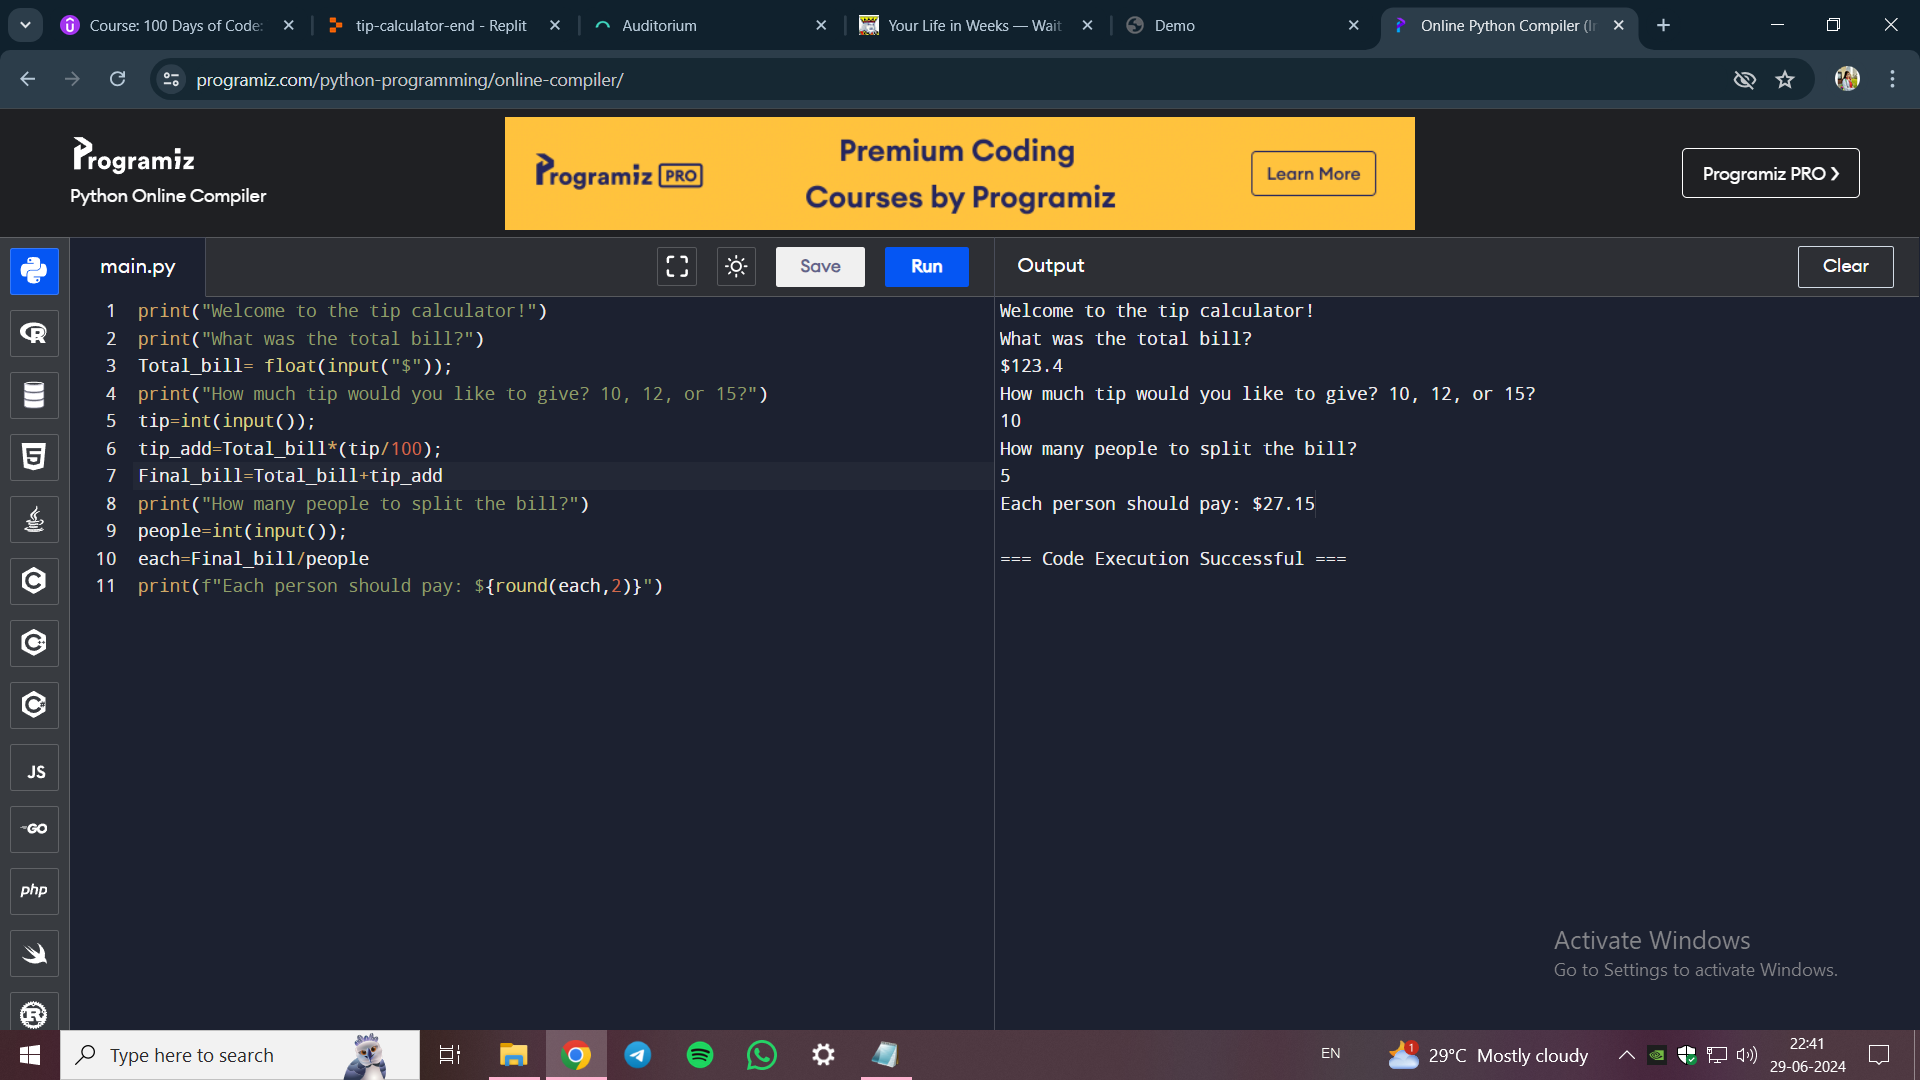 Course: 100 Days of Code:
tip-calculator-end - Replit
Auditorium
Your Life in Weeks — Wait
Demo
Online Python Compiler (In
programiz.com/python-programming/online-compiler/
Programiz
Python Online Compiler
Programiz PRO
Premium Coding
Courses by Programiz
Learn More
Programiz PRO ❯
main.py
Save
Run
Output
Clear
1 print("Welcome to the tip calculator!")
2 print("What was the total bill?")
3 Total_bill= float(input("$"));
4 print("How much tip would you like to give? 10, 12, or 15?")
5 tip=int(input());
6 tip_add=Total_bill*(tip/100);
7 Final_bill=Total_bill+tip_add
8 print("How many people to split the bill?")
9 people=int(input());
10 each=Final_bill/people
11 print(f"Each person should pay: ${round(each,2)}")
Welcome to the tip calculator!
What was the total bill?
$123.4
How much tip would you like to give? 10, 12, or 15?
10
How many people to split the bill?
5
Each person should pay: $27.15
=== Code Execution Successful ===
JS
GO
php
Activate Windows
Go to Settings to activate Windows.
Type here to search
EN
1
29°C Mostly cloudy
22:41
29-06-2024